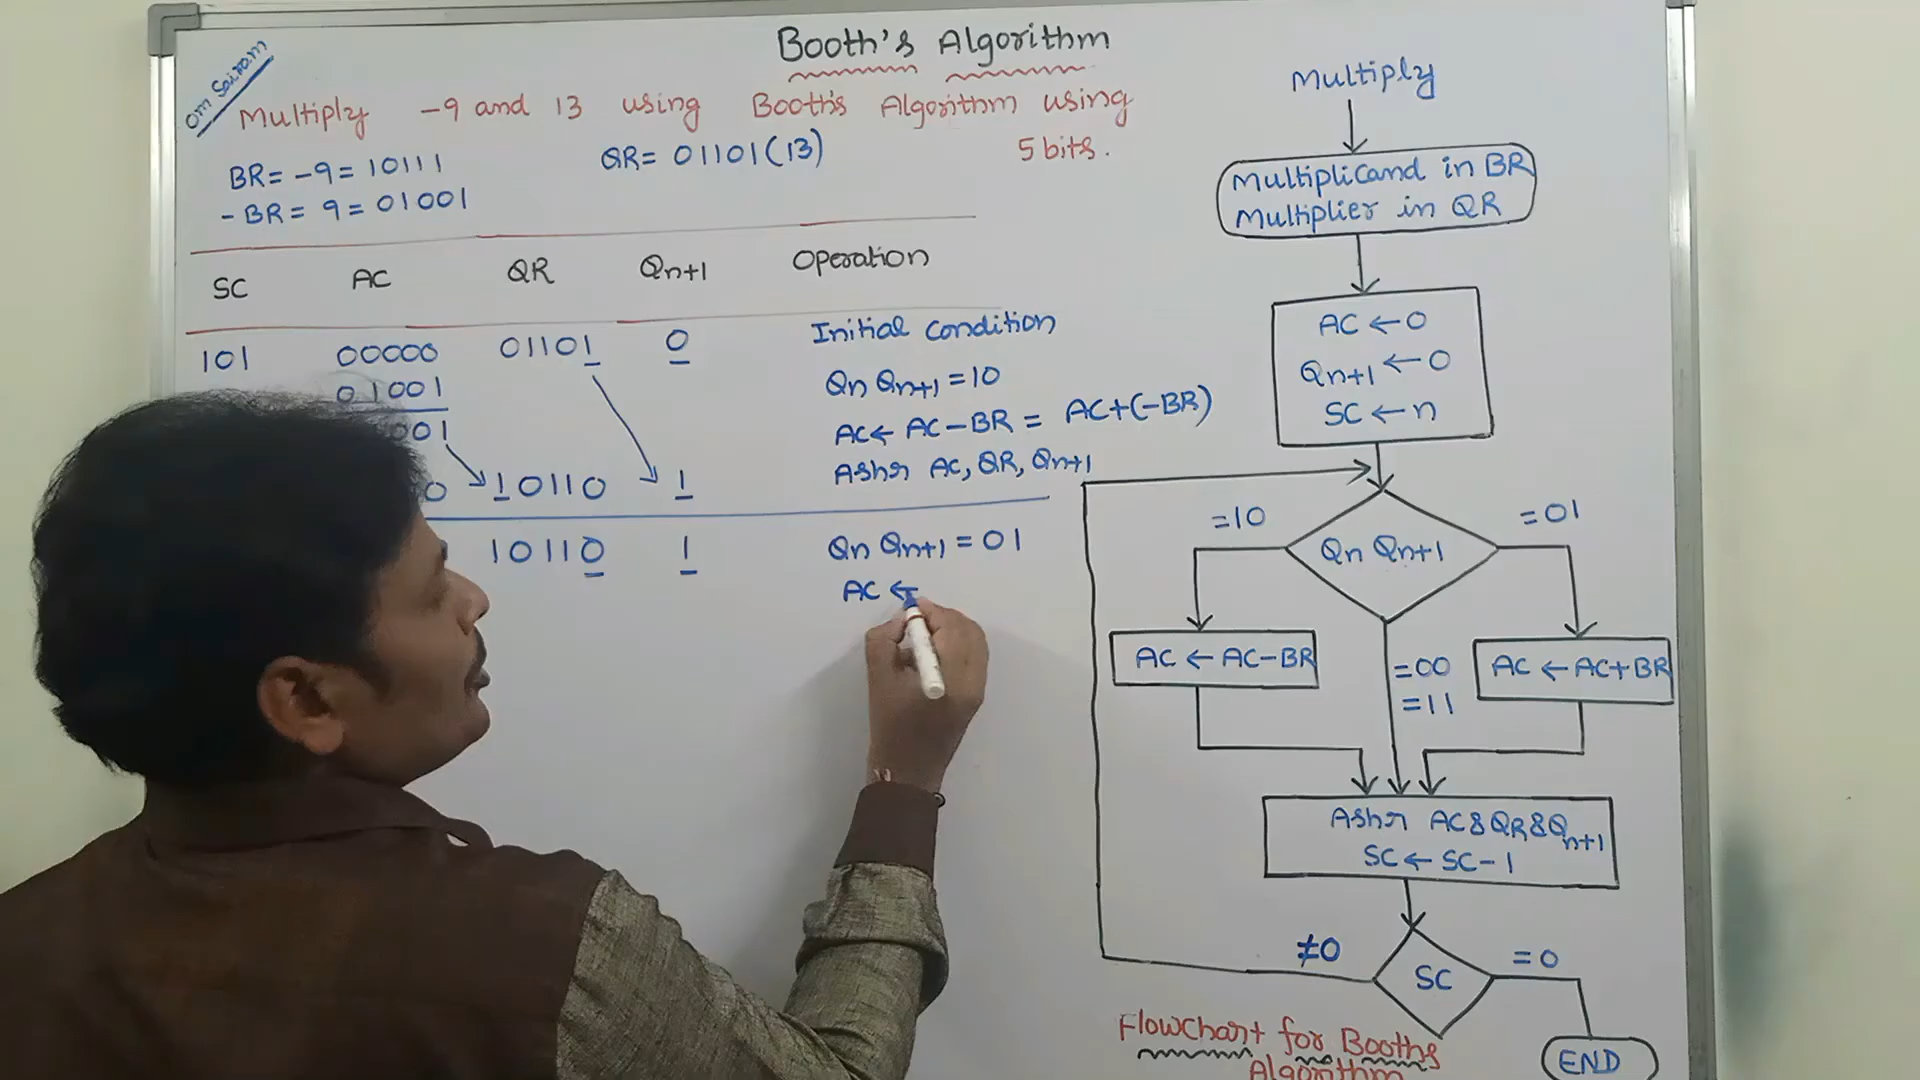 Booth's Algorithm
Om Sairam
Multiply -9 and 13 using Booth's Algorithm using
5 bits.
BR = -9 = 10111
QR = 01101 (13)
-BR = 9 = 01001
SC AC QR Qn+1 Operation
101 00000 01101 0 Initial Condition
01001 Qn Qn+1 = 10
001 AC ← AC - BR = AC + (-BR)
0 10110 1 Ashr AC, QR, Qn+1
10110 1 Qn Qn+1 = 01
AC ←
Multiply
Multiplicand in BR
Multiplier in QR
AC ← 0
Qn+1 ← 0
SC ← n
=10
Qn Qn+1
=01
AC ← AC-BR
=00
=11
AC ← AC+BR
Ashr AC&QR&Qn+1
SC ← SC-1
≠0
SC
=0
END
Flowchart for Booths
Algorithm